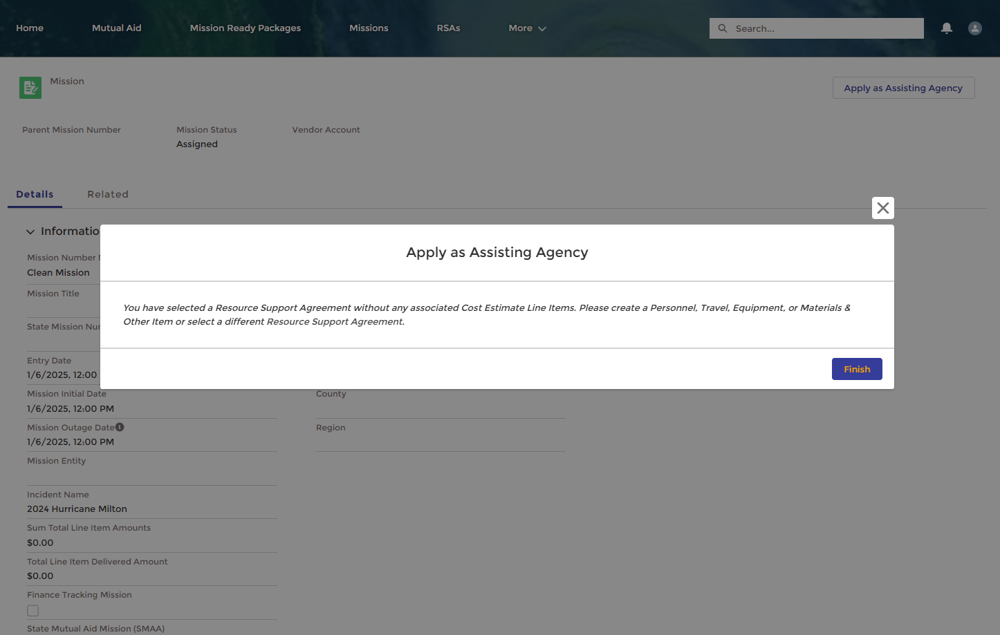 Home
Mutual Aid
Mission Ready Packages
Missions
RSAs
More
Search...
Mission
Apply as Assisting Agency
Parent Mission Number
Mission Status
Vendor Account
Assigned
Details
Related
Apply as Assisting Agency
You have selected a Resource Support Agreement without any associated Cost Estimate Line Items. Please create a Personnel, Travel, Equipment, or Materials &
Other Item or select a different Resource Support Agreement.
Finish
Mission Number
Clean Mission
Mission Title
State Mission
Entry Date
1/6/2025, 12:00
Mission Initial Date
1/6/2025, 12:00 PM
County
Mission Outage Date
1/6/2025, 12:00 PM
Region
Mission Entity
Incident Name
2024 Hurricane Milton
Sum Total Line Item Amounts
$0.00
Total Line Item Delivered Amount
$0.00
Finance Tracking Mission
State Mutual Aid Mission (SMAA)